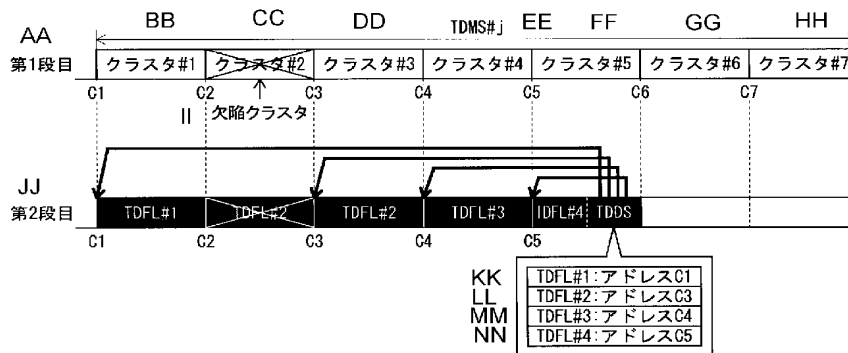 BB CC DD EE FF GG HH
AA TDMS#j
第1段目 クラスタ#1 クラスタ#2 クラスタ#3 クラスタ#4 クラスタ#5 クラスタ#6 クラスタ#7
C1 C2 C3 C4 C5 C6 C7
II 欠陥クラスタ
JJ
第2段目 TDFL#1 TDFL#2 TDFL#2 TDFL#3 TDFL#4 TDDS
C1 C2 C3 C4 C5
KK TDFL#1:アドレスC1
LL TDFL#2:アドレスC3
MM TDFL#3:アドレスC4
NN TDFL#4:アドレスC5